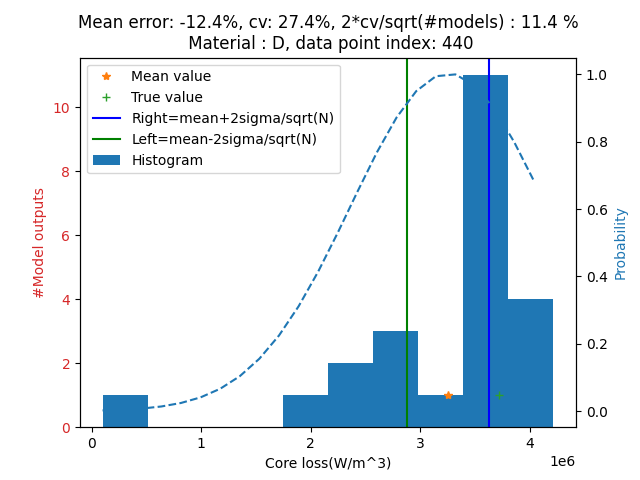 Mean error: -12.4%, cv: 27.4%, 2*cv/sqrt(#models) : 11.4 %
Material : D, data point index: 440
Mean value
True value
Right=mean+2sigma/sqrt(N)
Left=mean-2sigma/sqrt(N)
Histogram
#Model outputs
10
8
6
4
2
0
1.0
0.8
0.6
0.4
0.2
0.0
Probability
0 1 2 3 4
1e6
Core loss(W/m^3)